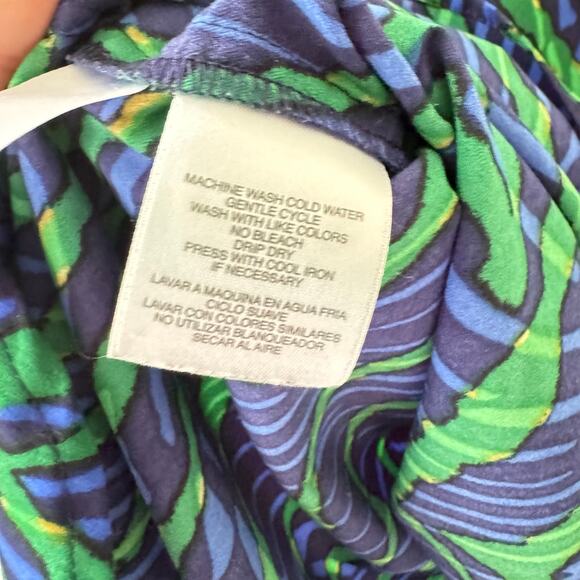 MACHINE WASH COLD WATER
GENTLE CYCLE
WASH WITH LIKE COLORS
NO BLEACH
DRIP DRY
PRESS WITH COOL IRON
IF NECESSARY
LAVAR A MAQUINA EN AGUA FRIA
CICLO SUAVE
LAVAR CON COLORES SIMILARES
NO UTILIZAR BLANQUEADOR
SECAR AL AIRE